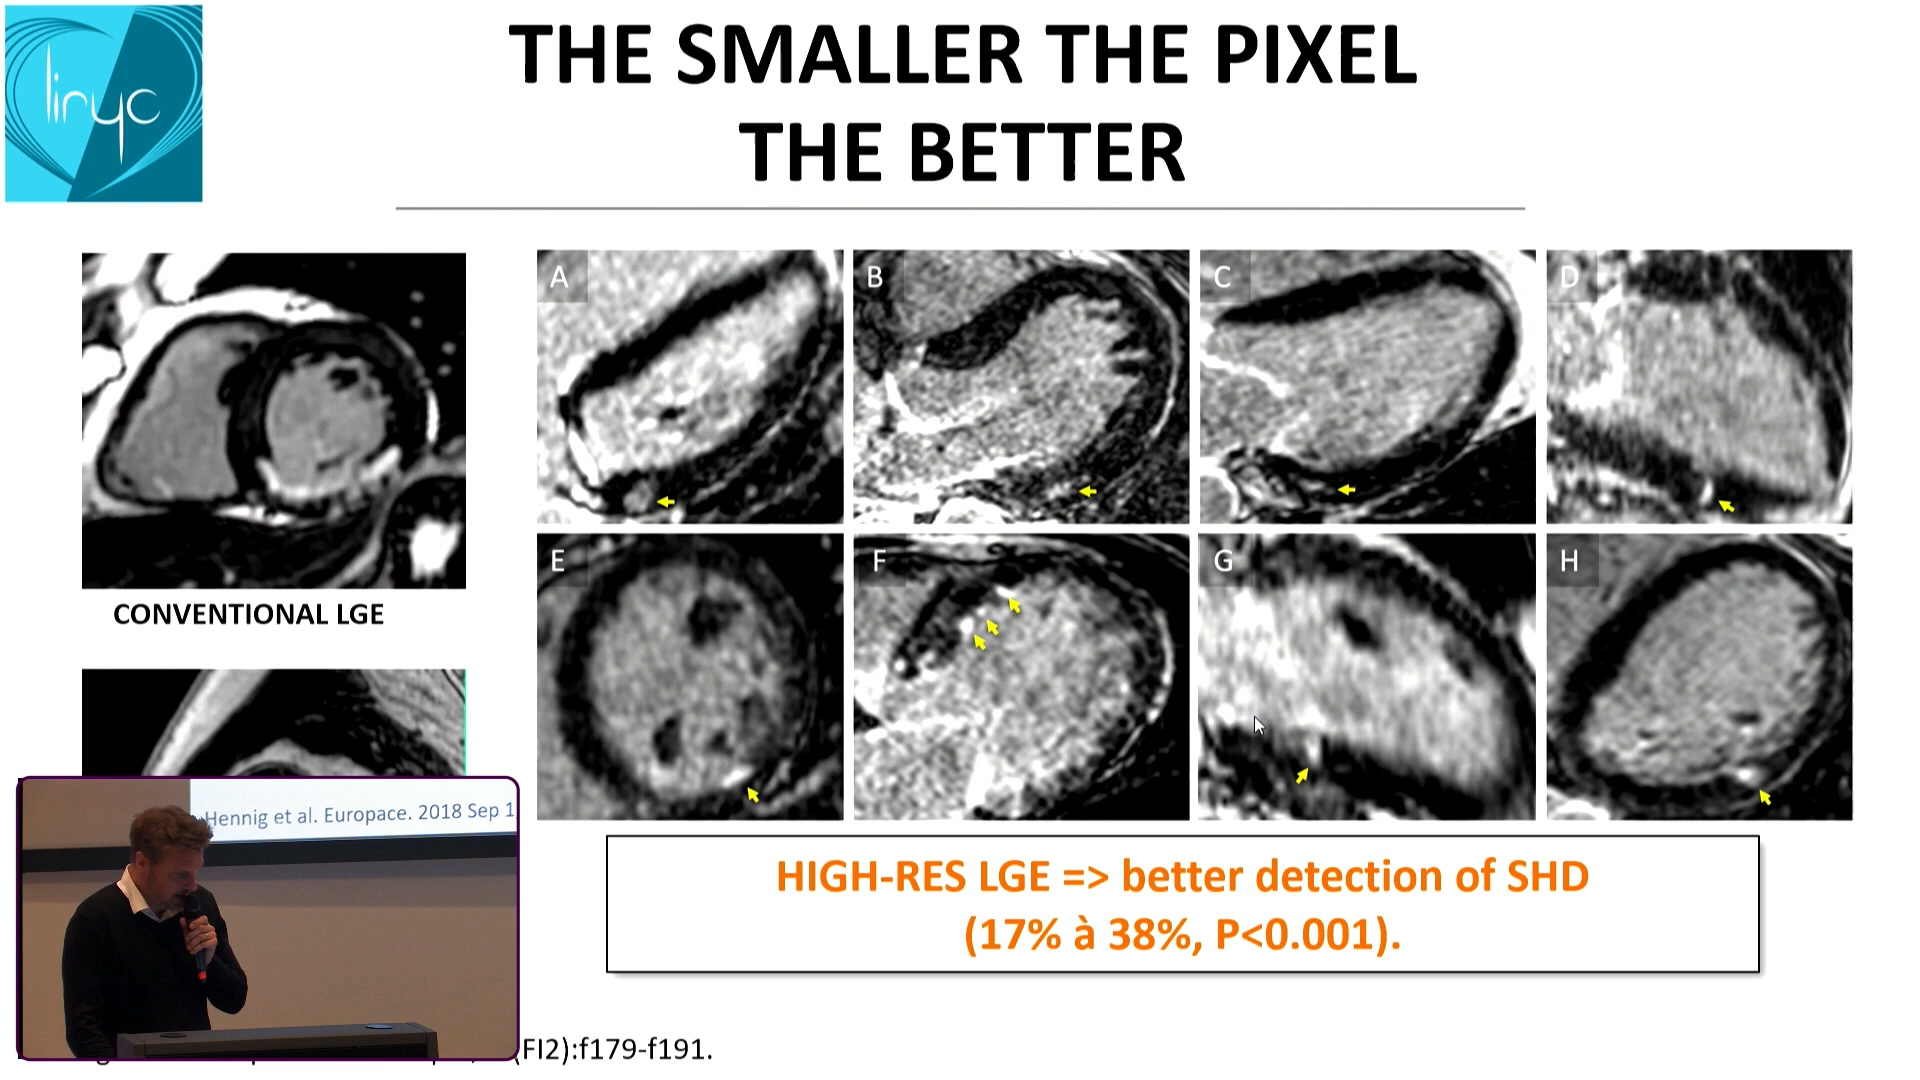 liryc
THE SMALLER THE PIXEL
THE BETTER
A
B
C
D
CONVENTIONAL LGE
E
F
G
H
HIGH-RES LGE => better detection of SHD
(17% à 38%, P<0.001).
Hennig et al. Europace. 2018 Sep 1
(FI2):f179-f191.